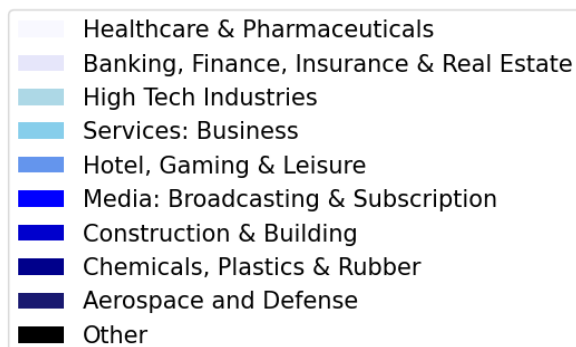 Healthcare & Pharmaceuticals
Banking, Finance, Insurance & Real Estate
High Tech Industries
Services: Business
Hotel, Gaming & Leisure
Media: Broadcasting & Subscription
Construction & Building
Chemicals, Plastics & Rubber
Aerospace and Defense
Other